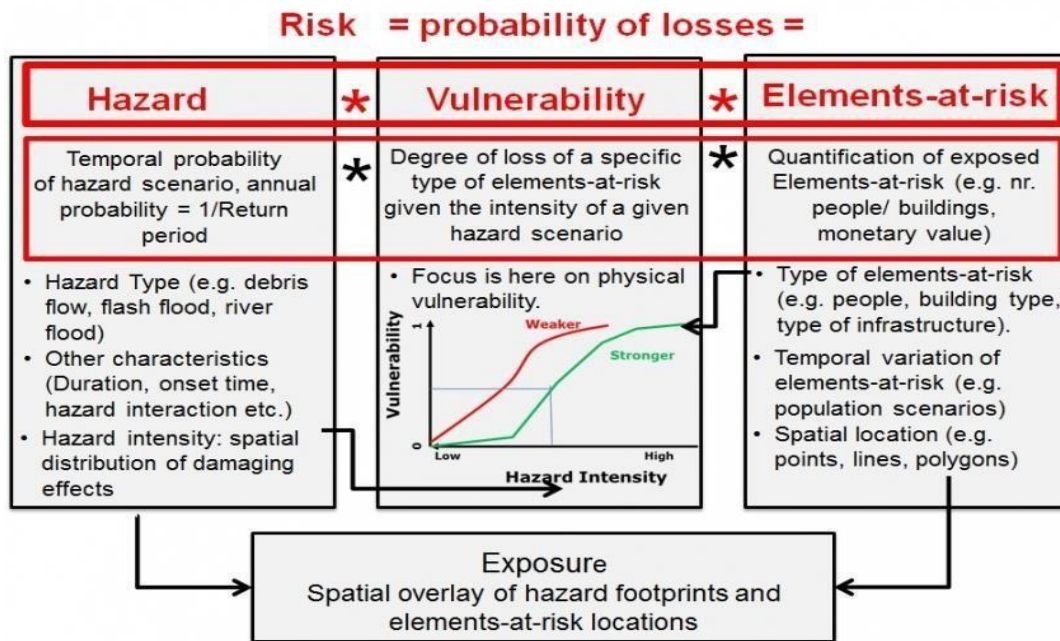 Risk = probability of losses =
Hazard * Vulnerability * Elements-at-risk
Temporal probability
of hazard scenario, annual
probability = 1/Return
period
*
Degree of loss of a specific
type of elements-at-risk
given the intensity of a given
hazard scenario
*
Quantification of exposed
Elements-at-risk (e.g. nr.
people/ buildings,
monetary value)
• Hazard Type (e.g. debris
flow, flash flood, river
flood)
• Other characteristics
(Duration, onset time,
hazard interaction etc.)
• Hazard intensity: spatial
distribution of damaging
effects
• Focus is here on physical
vulnerability.
Vulnerability
1
0
Weaker
Stronger
Low
High
Hazard Intensity
• Type of elements-at-risk
(e.g. people, building type,
type of infrastructure).
• Temporal variation of
elements-at-risk (e.g.
population scenarios)
• Spatial location (e.g.
points, lines, polygons)
Exposure
Spatial overlay of hazard footprints and
elements-at-risk locations